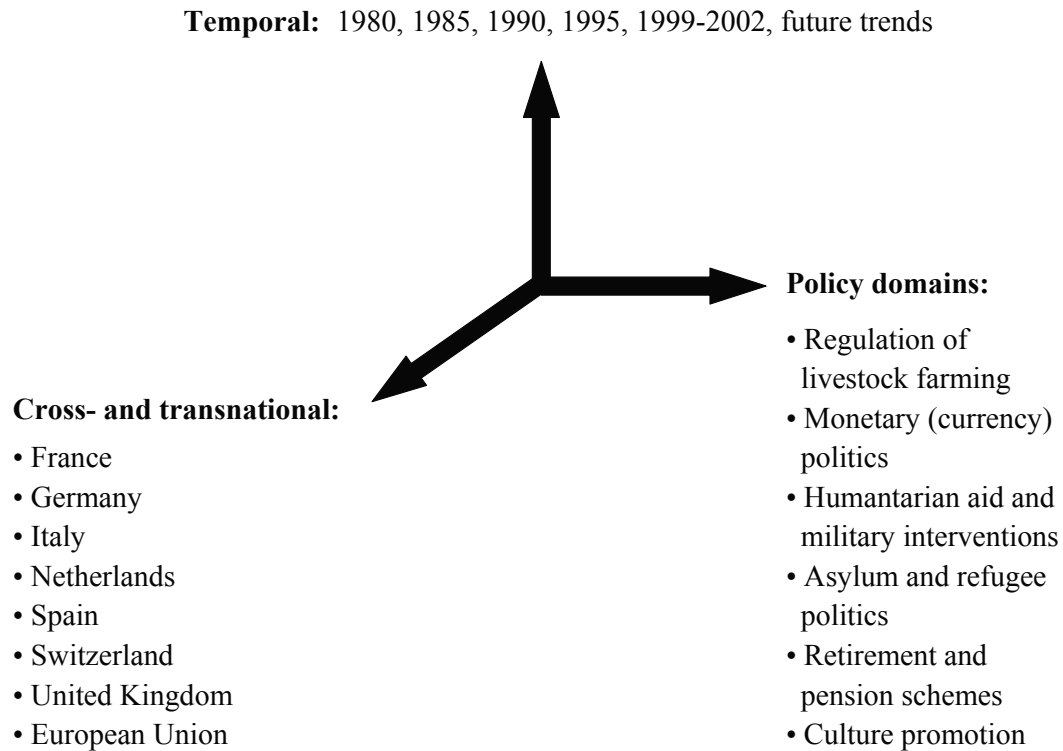 Temporal: 1980, 1985, 1990, 1995, 1999-2002, future trends
Policy domains:
• Regulation of
livestock farming
• Monetary (currency)
politics
• Humantarian aid and
military interventions
• Asylum and refugee
politics
• Retirement and
pension schemes
• Culture promotion
Cross- and transnational:
• France
• Germany
• Italy
• Netherlands
• Spain
• Switzerland
• United Kingdom
• European Union